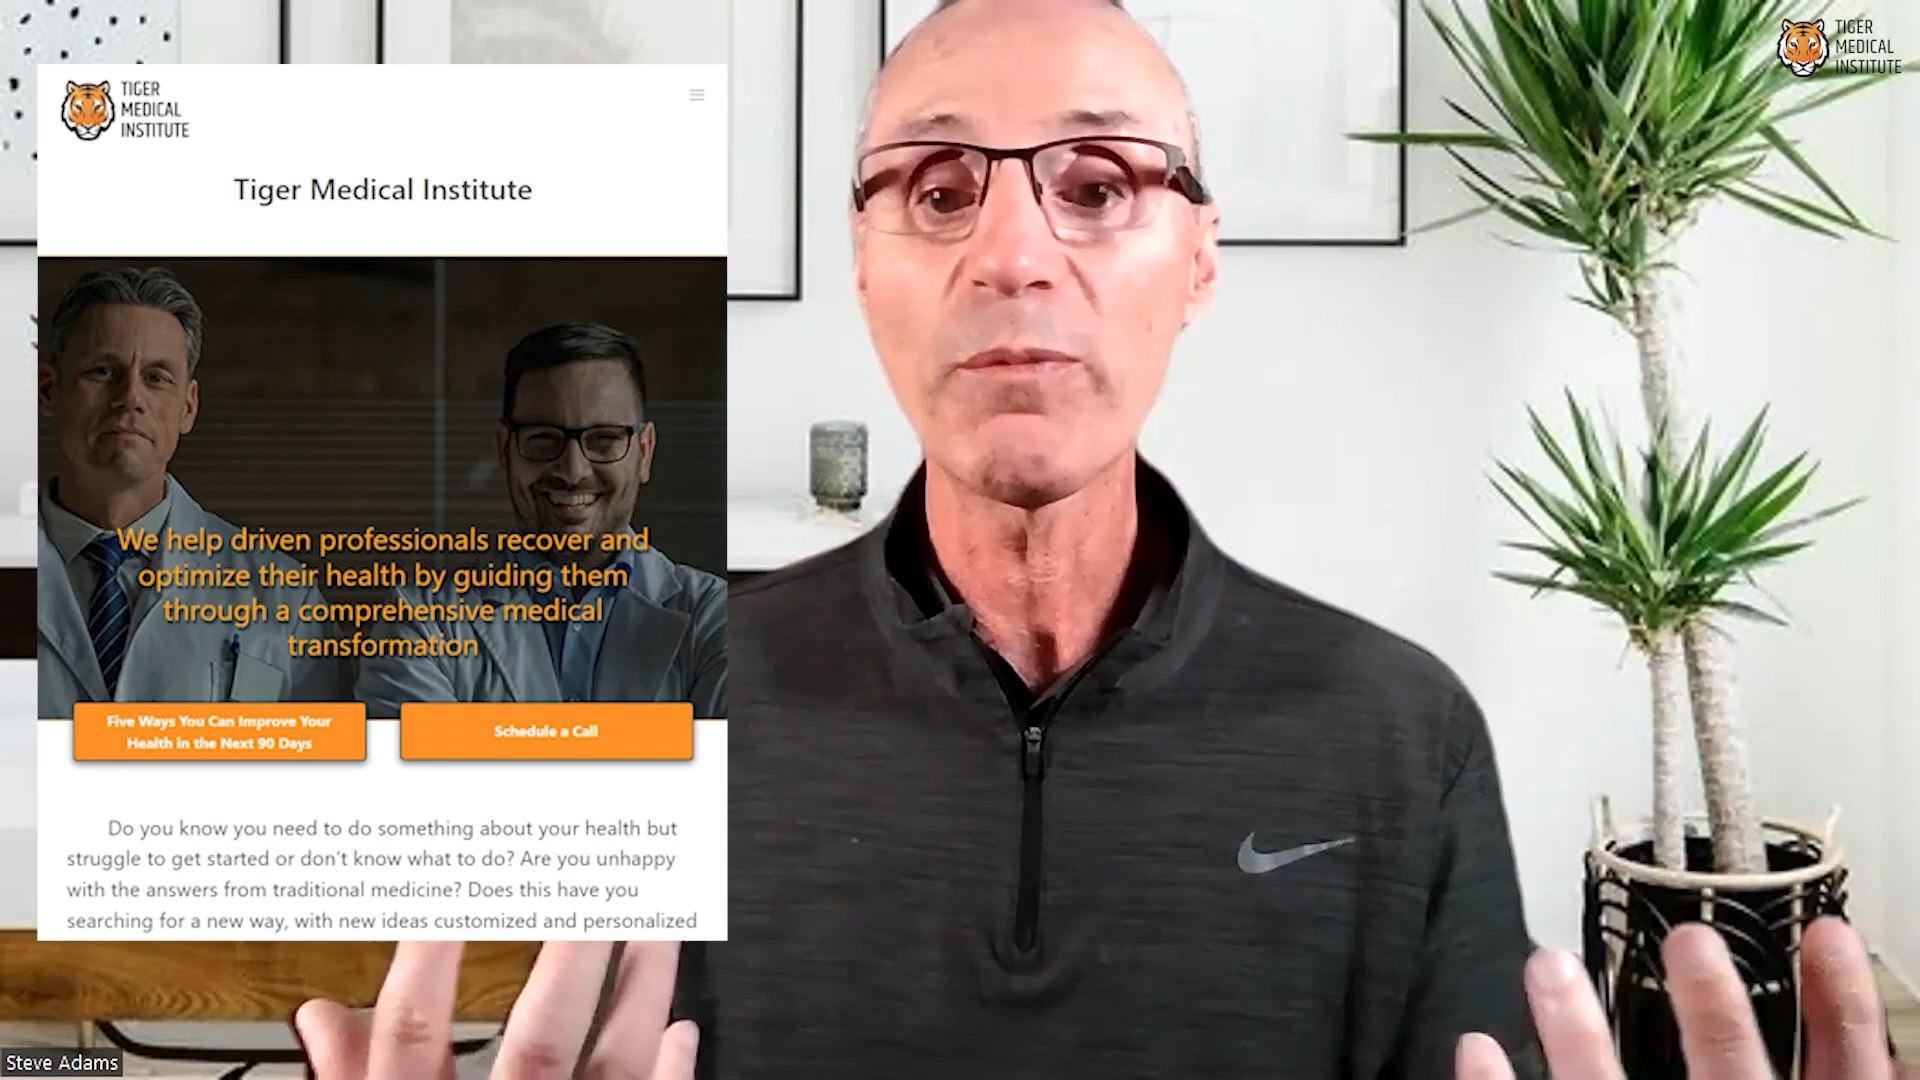 TIGER
MEDICAL
INSTITUTE
Tiger Medical Institute
We help driven professionals recover and
optimize their health by guiding them
through a comprehensive medical
transformation
Five Ways You Can Improve Your
Health in the Next 90 Days
Schedule a Call
Do you know you need to do something about your health but
struggle to get started or don't know what to do? Are you unhappy
with the answers from traditional medicine? Does this have you
searching for a new way, with new ideas customized and personalized
TIGER
MEDICAL
INSTITUTE
Steve Adams